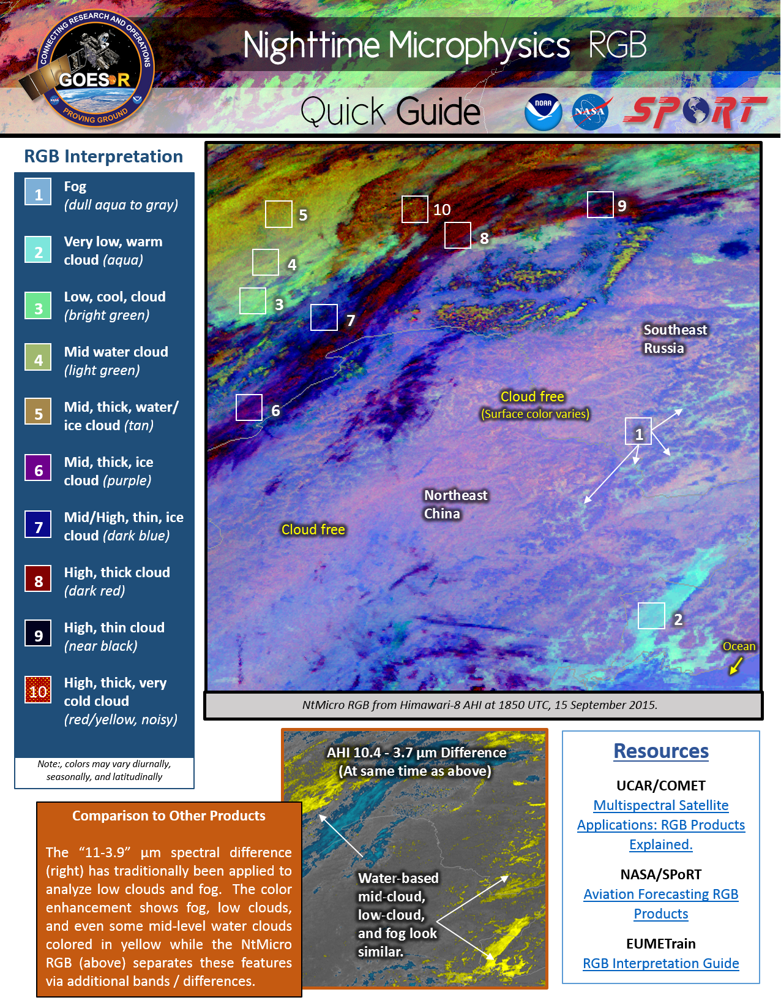 CONNECTING RESEARCH AND OPERATIONS
GOES R
NASA
PROVING GROUND
Nighttime Microphysics RGB
Quick Guide
NOAA
NASA
SPORT
RGB Interpretation
1
Fog
(dull aqua to gray)
2
Very low, warm
cloud (aqua)
3
Low, cool, cloud
(bright green)
4
Mid water cloud
(light green)
5
Mid, thick, water/
ice cloud (tan)
6
Mid, thick, ice
cloud (purple)
7
Mid/High, thin, ice
cloud (dark blue)
8
High, thick cloud
(dark red)
9
High, thin cloud
(near black)
10
High, thick, very
cold cloud
(red/yellow, noisy)
Note:, colors may vary diurnally,
seasonally, and latitudinally
5
10
9
8
4
3
7
Southeast
Russia
6
Cloud free
(Surface color varies)
1
Northeast
China
Cloud free
2
Ocean
NtMicro RGB from Himawari-8 AHI at 1850 UTC, 15 September 2015.
AHI 10.4 - 3.7 µm Difference
(At same time as above)
Water-based
mid-cloud,
low-cloud,
and fog look
similar.
Comparison to Other Products
The “11-3.9” µm spectral difference
(right) has traditionally been applied to
analyze low clouds and fog. The color
enhancement shows fog, low clouds,
and even some mid-level water clouds
colored in yellow while the NtMicro
RGB (above) separates these features
via additional bands / differences.
Resources
UCAR/COMET
Multispectral Satellite
Applications: RGB Products
Explained.
NASA/SPoRT
Aviation Forecasting RGB
Products
EUMETrain
RGB Interpretation Guide